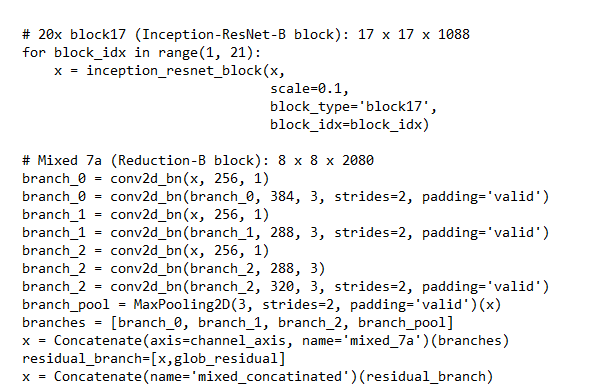 # 20x block17 (Inception-ResNet-B block): 17 x 17 x 1088
for block_idx in range(1, 21):
    x = inception_resnet_block(x,
                               scale=0.1,
                               block_type='block17',
                               block_idx=block_idx)

# Mixed 7a (Reduction-B block): 8 x 8 x 2080
branch_0 = conv2d_bn(x, 256, 1)
branch_0 = conv2d_bn(branch_0, 384, 3, strides=2, padding='valid')
branch_1 = conv2d_bn(x, 256, 1)
branch_1 = conv2d_bn(branch_1, 288, 3, strides=2, padding='valid')
branch_2 = conv2d_bn(x, 256, 1)
branch_2 = conv2d_bn(branch_2, 288, 3)
branch_2 = conv2d_bn(branch_2, 320, 3, strides=2, padding='valid')
branch_pool = MaxPooling2D(3, strides=2, padding='valid')(x)
branches = [branch_0, branch_1, branch_2, branch_pool]
x = Concatenate(axis=channel_axis, name='mixed_7a')(branches)
residual_branch=[x,glob_residual]
x = Concatenate(name='mixed_concatinated')(residual_branch)